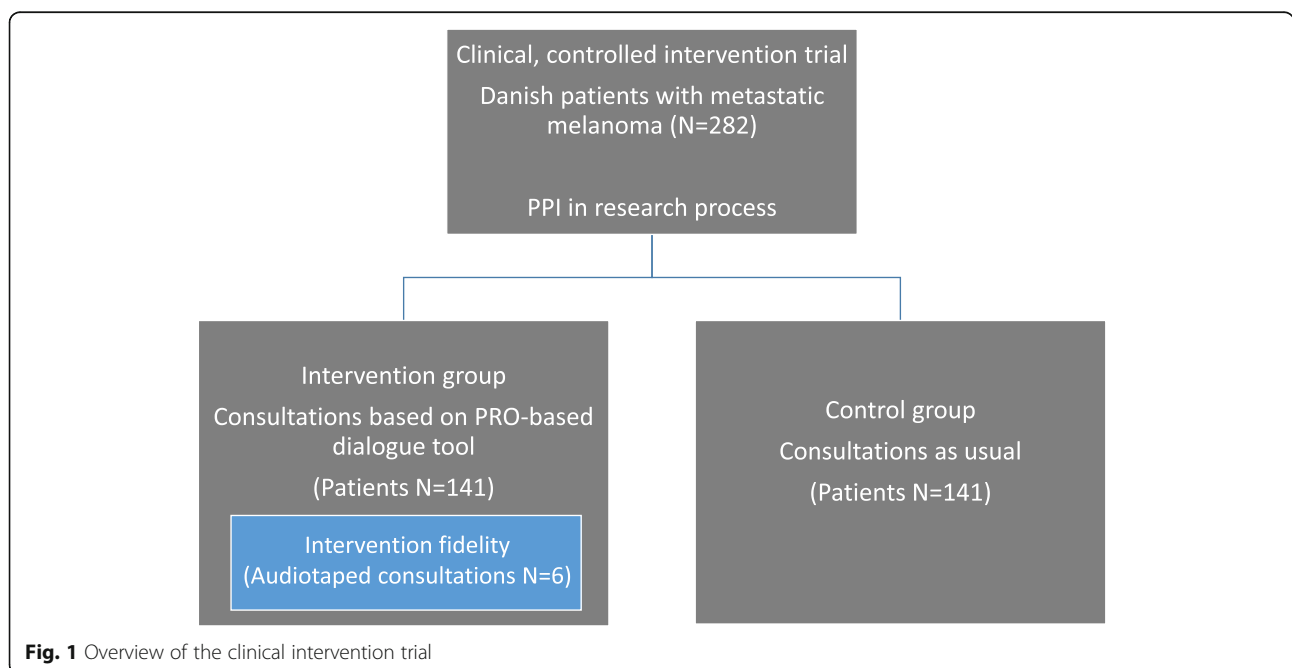 Clinical, controlled intervention trial
Danish patients with metastatic
melanoma (N=282)
PPI in research process
Intervention group
Consultations based on PRO-based
dialogue tool
(Patients N=141)
Intervention fidelity
(Audiotaped consultations N=6)
Control group
Consultations as usual
(Patients N=141)
Fig. 1 Overview of the clinical intervention trial